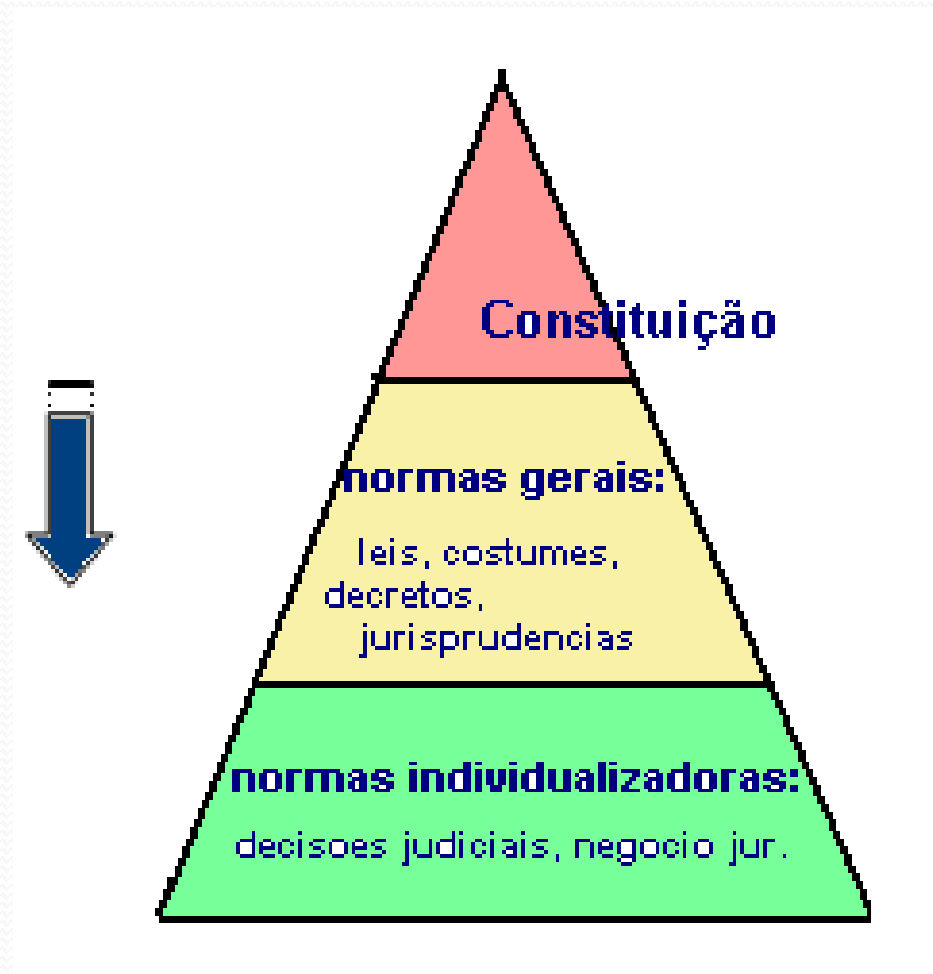 Constituição
normas gerais:
leis, costumes,
decretos,
jurisprudencias
normas individualizadoras:
decisoes judiciais, negocio jur.